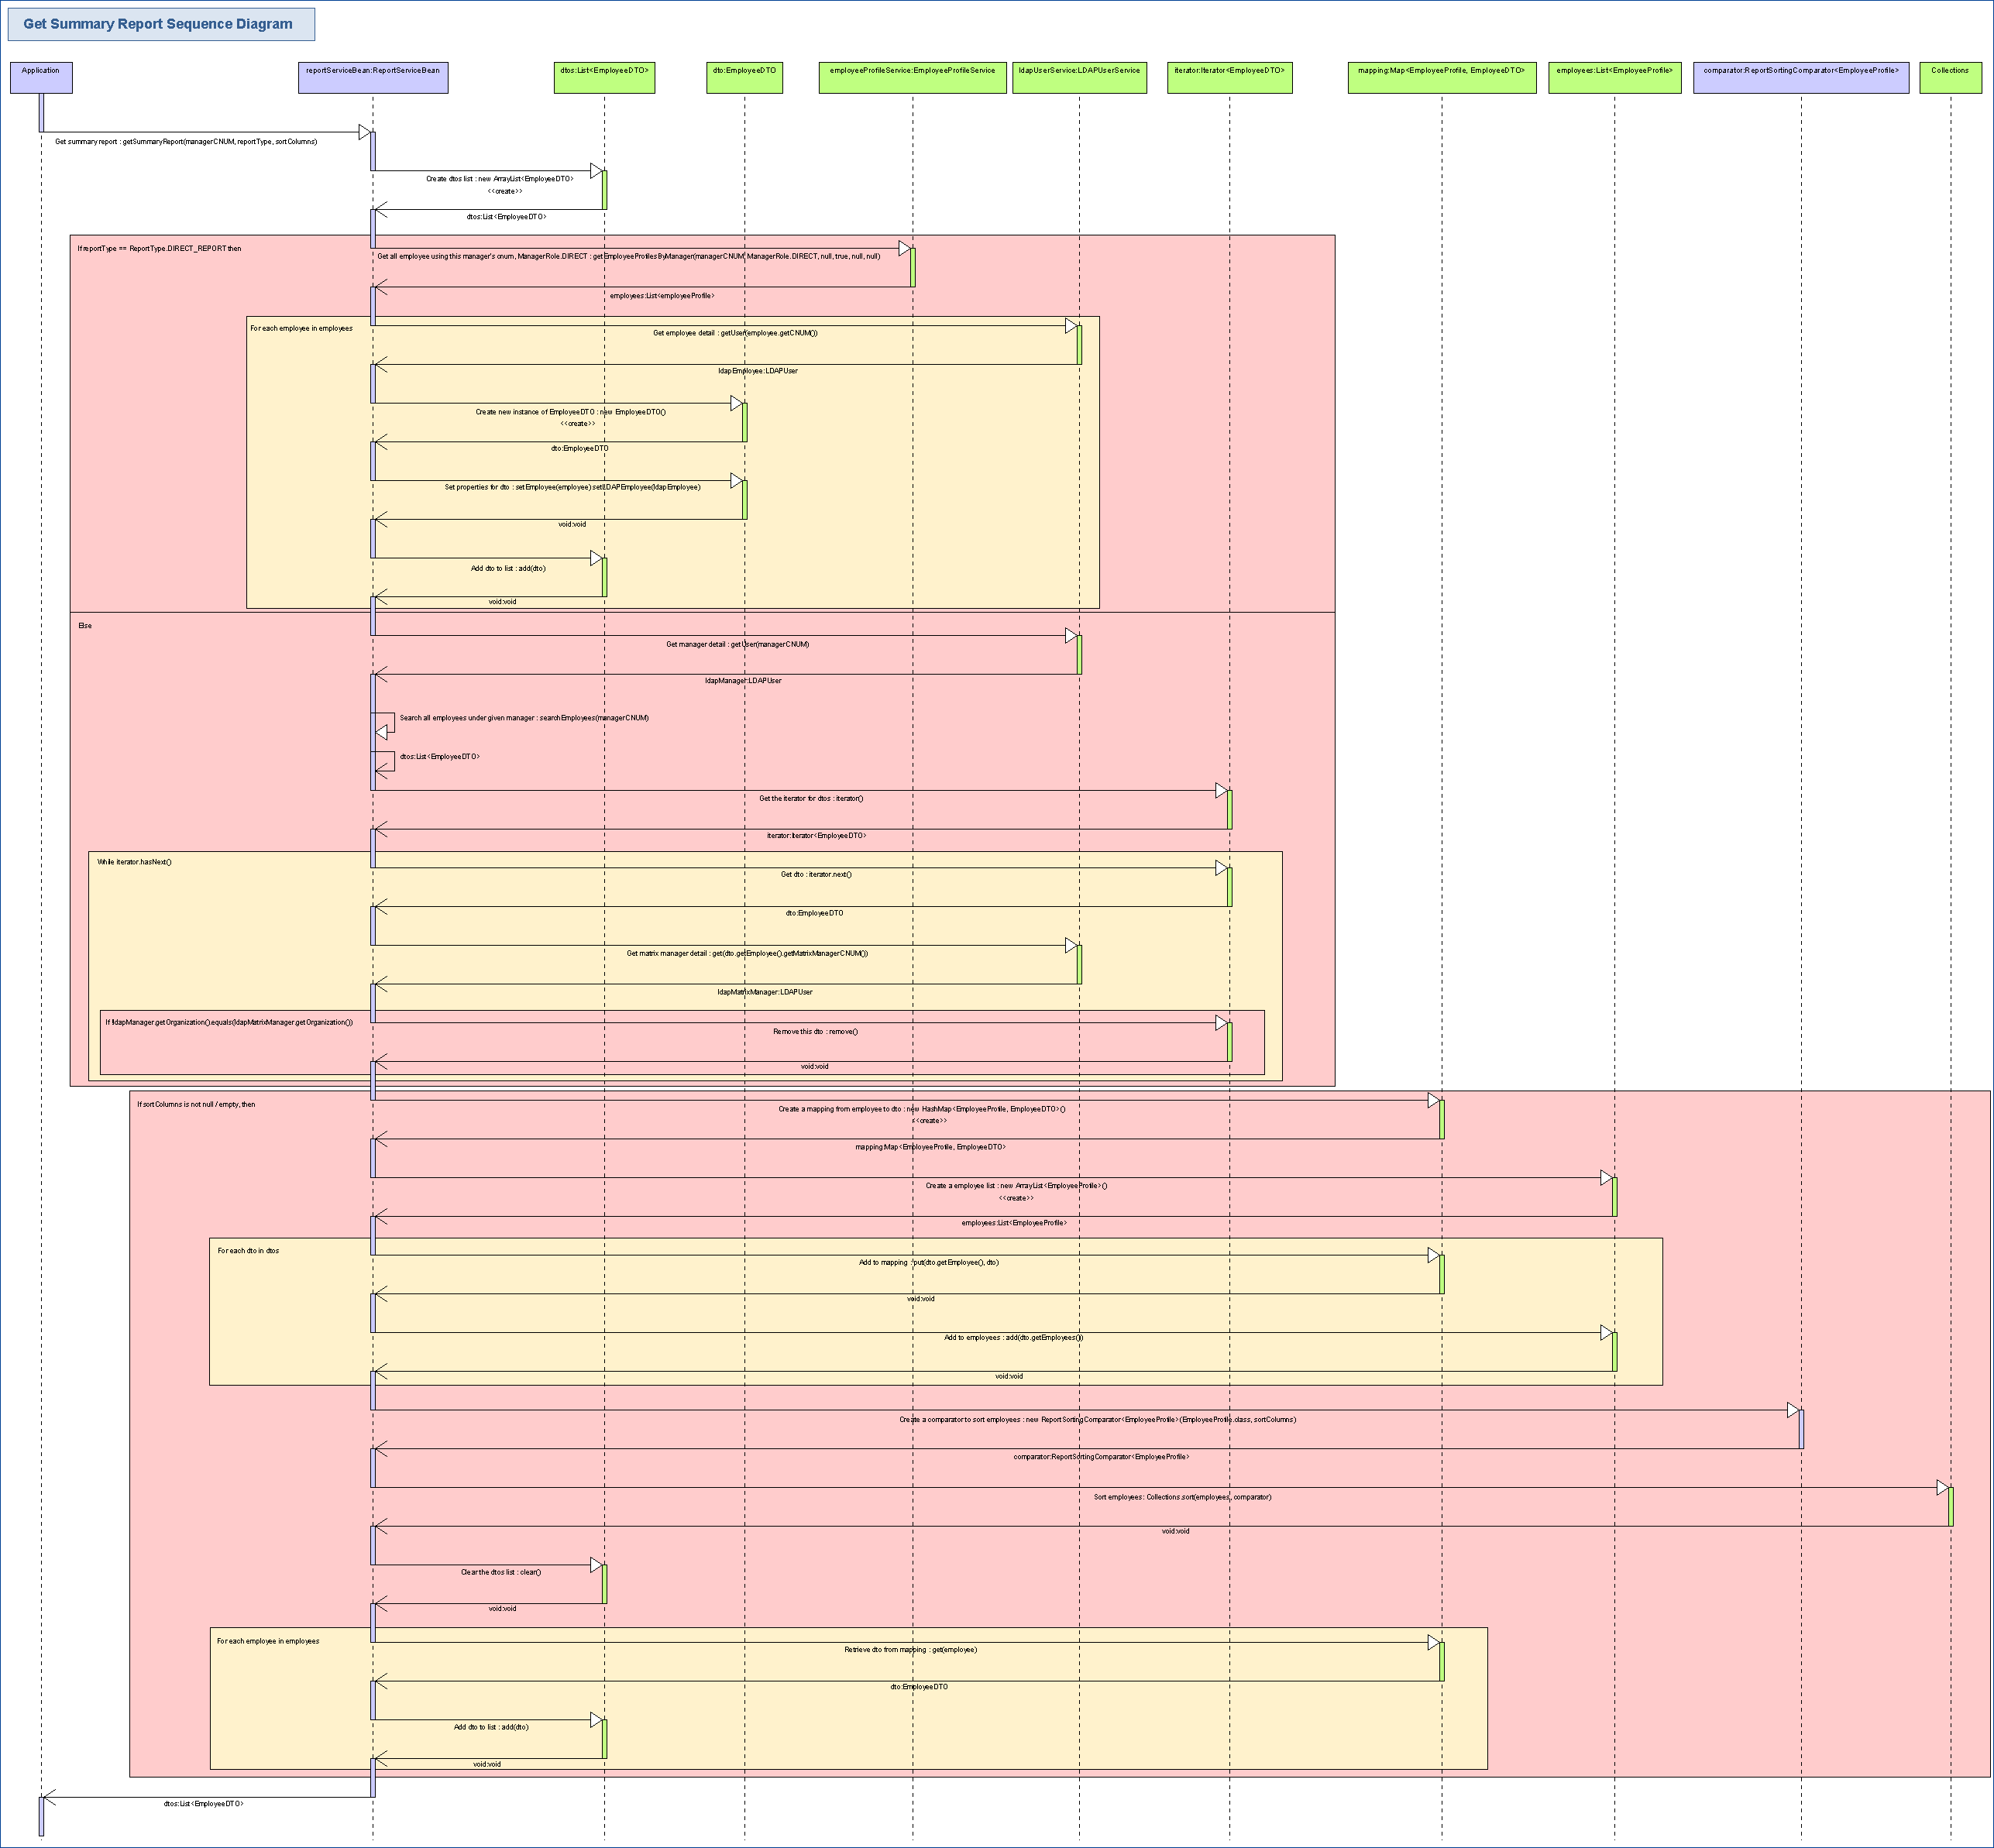 Get Summary Report Sequence Diagram
Application
reportServiceBean:ReportServiceBean
dtos:List<EmployeeDTO>
dto:EmployeeDTO
employeeProfileService:EmployeeProfileService
ldapUserService:LDAPUserService
iterator:Iterator<EmployeeDTO>
mapping:Map<EmployeeProfile, EmployeeDTO>
employees:List<EmployeeProfile>
comparator:ReportSortingComparator<EmployeeProfile>
Collections
Get summary report : getSummaryReport(managerCNUM, reportType, sortColumns)
Create dtos list : new ArrayList<EmployeeDTO>
<<create>>
dtos:List<EmployeeDTO>
If reportType == ReportType.DIRECT_REPORT then
Get all employee using this manager's cnum, ManagerRole.DIRECT : getEmployeeProfilesByManager(managerCNUM, ManagerRole.DIRECT, null, true, null, null)
employees:List<employeeProfile>
For each employee in employees
Get employee detail : getUser(employee.getCNUM())
ldapEmployee:LDAPUser
Create new instance of EmployeeDTO : new EmployeeDTO()
<<create>>
dto:EmployeeDTO
Set properties for dto : setEmployee(employee) setLDAPEmployee(ldapEmployee)
void:void
Add dto to list : add(dto)
void:void
Else
Get manager detail : getUser(managerCNUM)
ldapManager:LDAPUser
Search all employees under given manager : searchEmployees(managerCNUM)
dtos:List<EmployeeDTO>
Get the iterator for dtos : iterator()
iterator:Iterator<EmployeeDTO>
While iterator.hasNext()
Get dto : iterator.next()
dto:EmployeeDTO
Get matrix manager detail : get(dto.getEmployee().getMatrixManagerCNUM())
ldapMatrixManager:LDAPUser
If !ldapManager.getOrganization().equals(ldapMatrixManager.getOrganization())
Remove this dto : remove()
void:void
If sortColumns is not null / empty, then
Create a mapping from employee to dto : new HashMap<EmployeeProfile, EmployeeDTO>()
<<create>>
mapping:Map<EmployeeProfile, EmployeeDTO>
Create a employee list : new ArrayList<EmployeeProfile>()
<<create>>
employees:List<EmployeeProfile>
For each dto in dtos
Add to mapping : put(dto.getEmployee(), dto)
void:void
Add to employees : add(dto.getEmployees())
void:void
Create a comparator to sort employees : new ReportSortingComparator<EmployeeProfile>(EmployeeProfile.class, sortColumns)
comparator:ReportSortingComparator<EmployeeProfile>
Sort employees : Collections.sort(employees, comparator)
void:void
Clear the dtos list : clear()
void:void
For each employee in employees
Retrieve dto from mapping : get(employee)
dto:EmployeeDTO
Add dto to list : add(dto)
void:void
dtos:List<EmployeeDTO>